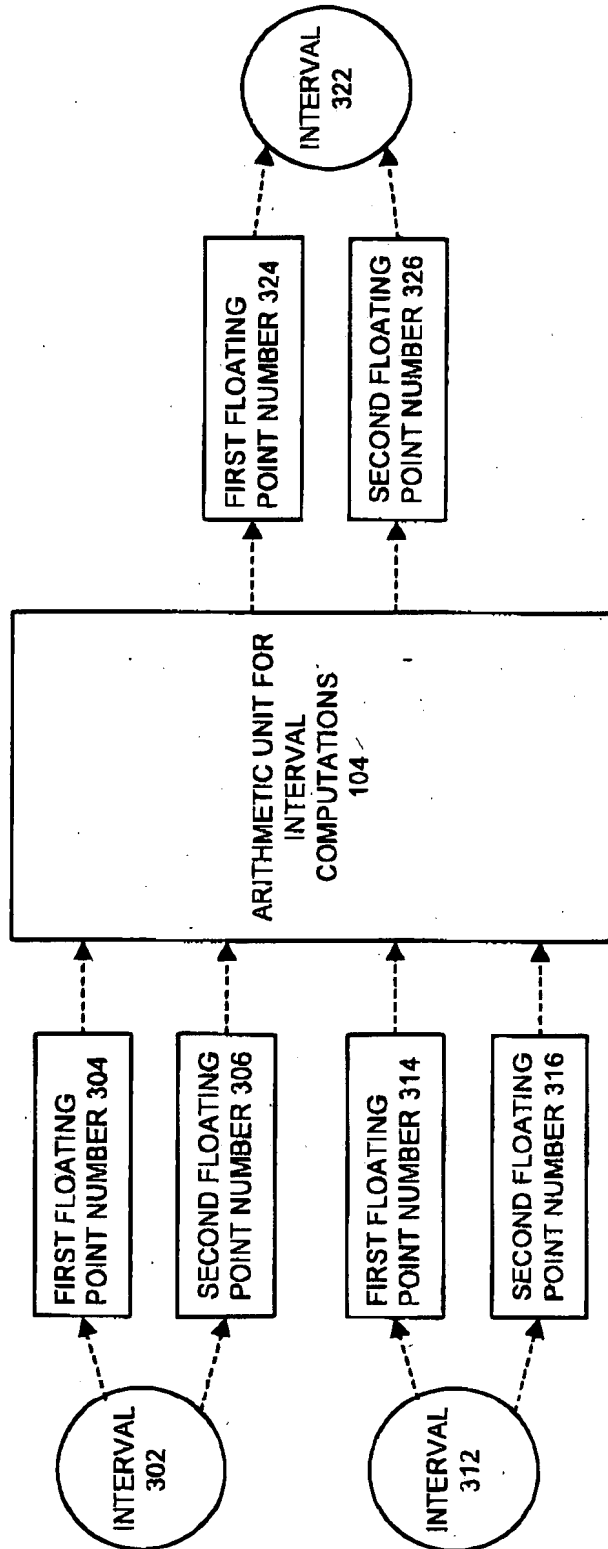 INTERVAL
302
FIRST FLOATING
POINT NUMBER 304
SECOND FLOATING
POINT NUMBER 306
INTERVAL
312
FIRST FLOATING
POINT NUMBER 314
SECOND FLOATING
POINT NUMBER 316
ARITHMETIC UNIT FOR
INTERVAL
COMPUTATIONS
104
FIRST FLOATING
POINT NUMBER 324
SECOND FLOATING
POINT NUMBER 326
INTERVAL
322